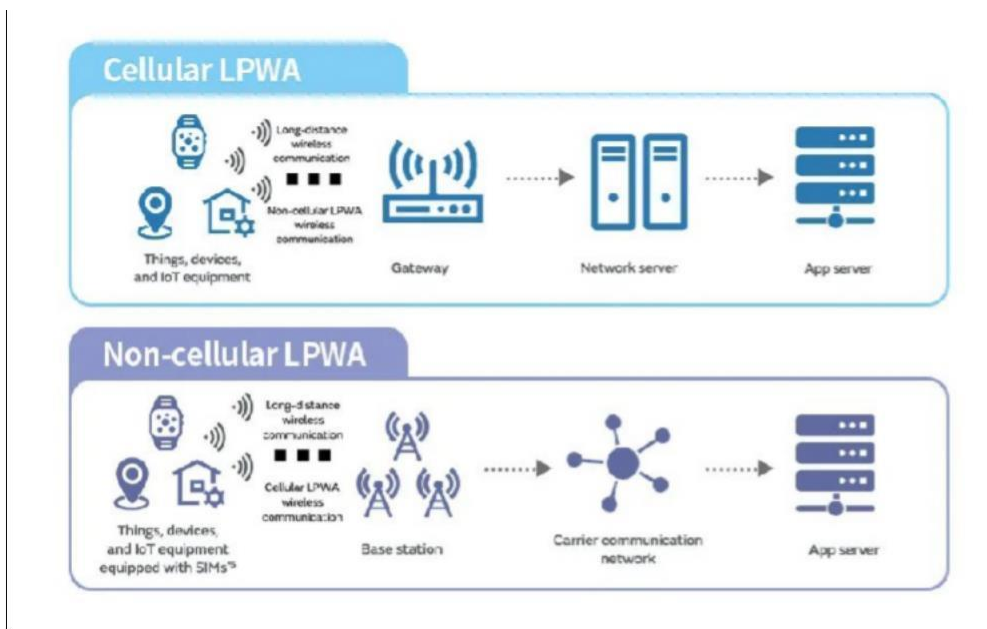 Cellular LPWA
Long-distance
wireless
communication
Non-cellular LPWA
wireless
communication
Things, devices,
and IoT equipment
Gateway
Network server
App server
Non-cellular LPWA
Long-distance
wireless
communication
Cellular LPWA
wireless
communication
Things, devices,
and IoT equipment
equipped with SIMs*5
Base station
Carrier communication
network
App server